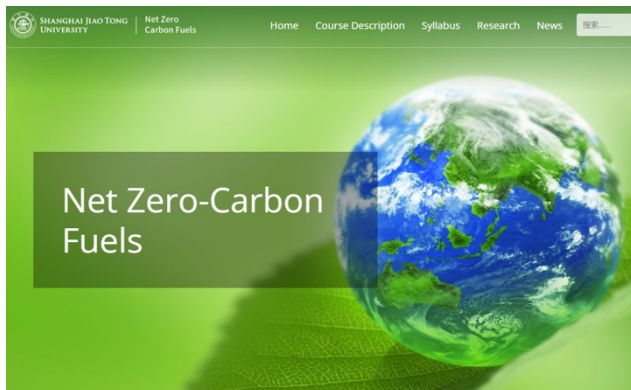 SHANGHAI JIAO TONG UNIVERSITY
Net Zero Carbon Fuels
Home Course Description Syllabus Research News 搜索......
Net Zero-Carbon
Fuels